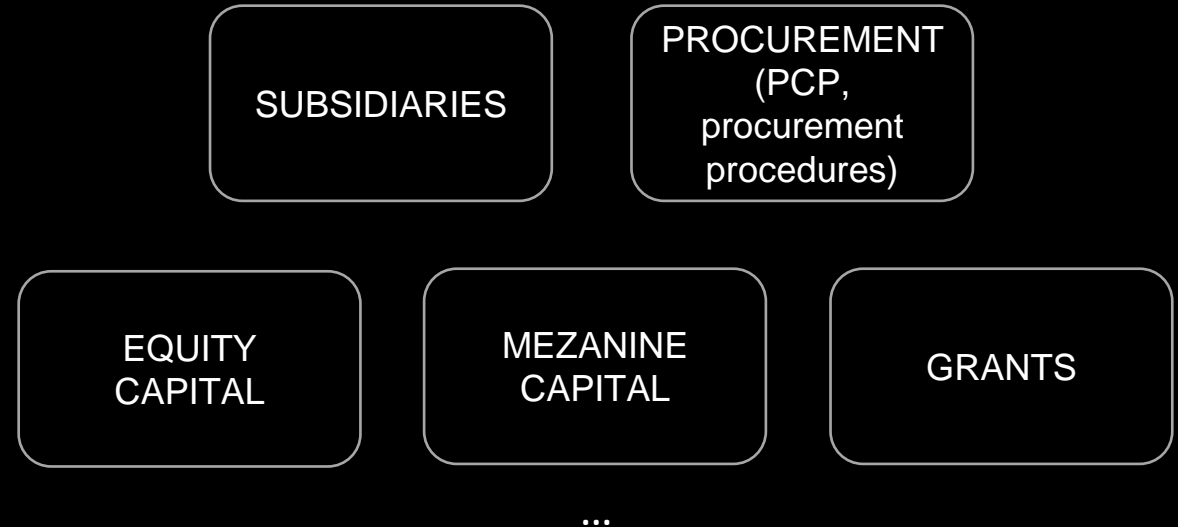 SUBSIDIARIES
PROCUREMENT
(PCP,
procurement
procedures)
EQUITY
CAPITAL
MEZANINE
CAPITAL
GRANTS
...